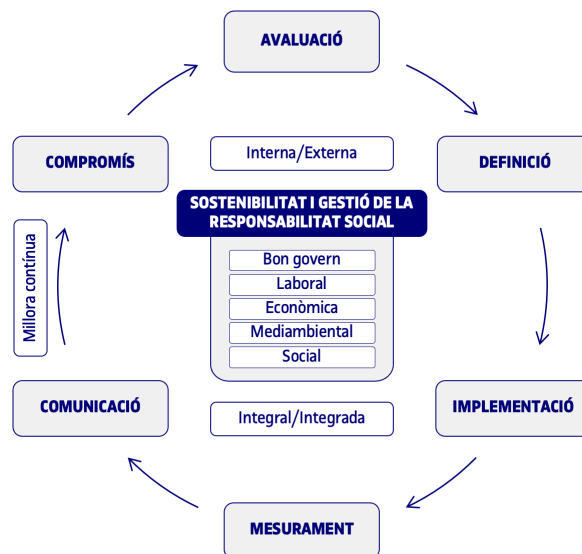 AVALUACIÓ
COMPROMÍS
Interna/Externa
DEFINICIÓ
SOSTENIBILITAT I GESTIÓ DE LA
RESPONSABILITAT SOCIAL
Bon govern
Laboral
Econòmica
Mediambiental
Social
Millora contínua
COMUNICACIÓ
Integral/Integrada
IMPLEMENTACIÓ
MESURAMENT